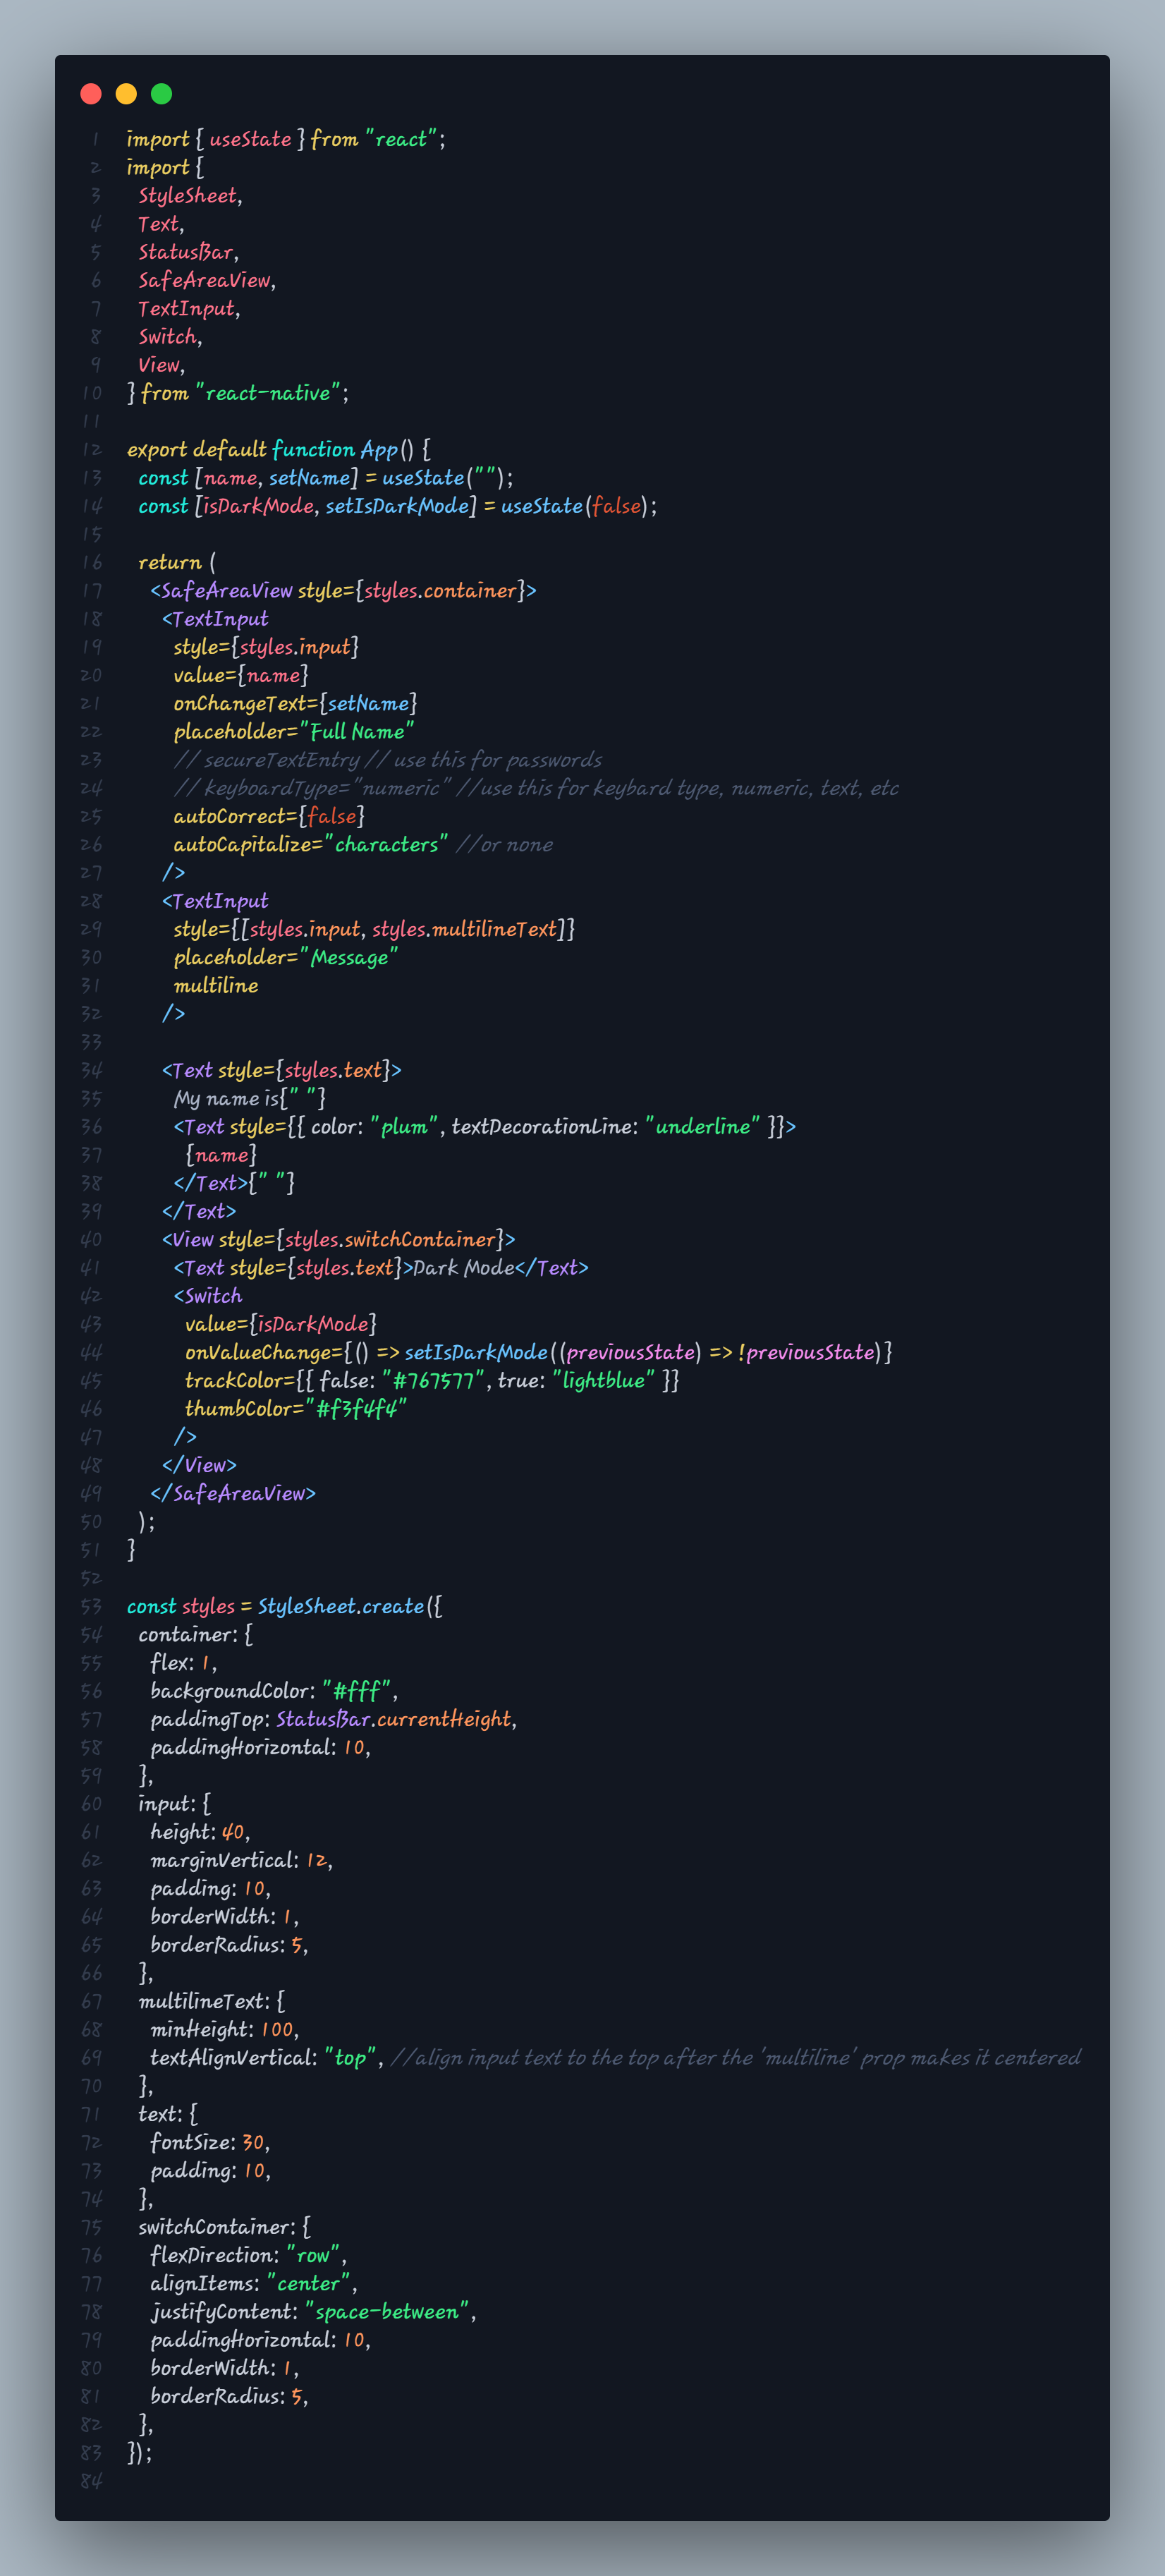 1 import { useState } from "react";
2 import {
3 StyleSheet,
4 Text,
5 StatusBar,
6 SafeAreaView,
7 TextInput,
8 Switch,
9 View,
10 } from "react-native";
11
12 export default function App() {
13 const [name, setName] = useState("");
14 const [isDarkMode, setIsDarkMode] = useState(false);
15
16 return (
17 <SafeAreaView style={styles.container}>
18 <TextInput
19 style={styles.input}
20 value={name}
21 onChangeText={setName}
22 placeholder="Full Name"
23 // secureTextEntry // use this for passwords
24 // keyboardType="numeric" //use this for keybard type, numeric, text, etc
25 autoCorrect={false}
26 autoCapitalize="characters" //or none
27 />
28 <TextInput
29 style={[styles.input, styles.multilineText]}
30 placeholder="Message"
31 multiline
32 />
33
34 <Text style={styles.text}>
35 My name is{" "}
36 <Text style={{ color: "plum", textDecorationLine: "underline" }}>
37 {name}
38 </Text>{" "}
39 </Text>
40 <View style={styles.switchContainer}>
41 <Text style={styles.text}>Dark Mode</Text>
42 <Switch
43 value={isDarkMode}
44 onValueChange={() => setIsDarkMode((previousState) => !previousState)}
45 trackColor={{ false: "#767577", true: "lightblue" }}
46 thumbColor="#f3f4f4"
47 />
48 </View>
49 </SafeAreaView>
50 );
51 }
52
53 const styles = StyleSheet.create({
54 container: {
55 flex: 1,
56 backgroundColor: "#fff",
57 paddingTop: StatusBar.currentHeight,
58 paddingHorizontal: 10,
59 },
60 input: {
61 height: 40,
62 marginVertical: 12,
63 padding: 10,
64 borderWidth: 1,
65 borderRadius: 5,
66 },
67 multilineText: {
68 minHeight: 100,
69 textAlignVertical: "top", //align input text to the top after the 'multiline' prop makes it centered
70 },
71 text: {
72 fontSize: 30,
73 padding: 10,
74 },
75 switchContainer: {
76 flexDirection: "row",
77 alignItems: "center",
78 justifyContent: "space-between",
79 paddingHorizontal: 10,
80 borderWidth: 1,
81 borderRadius: 5,
82 },
83 });
84